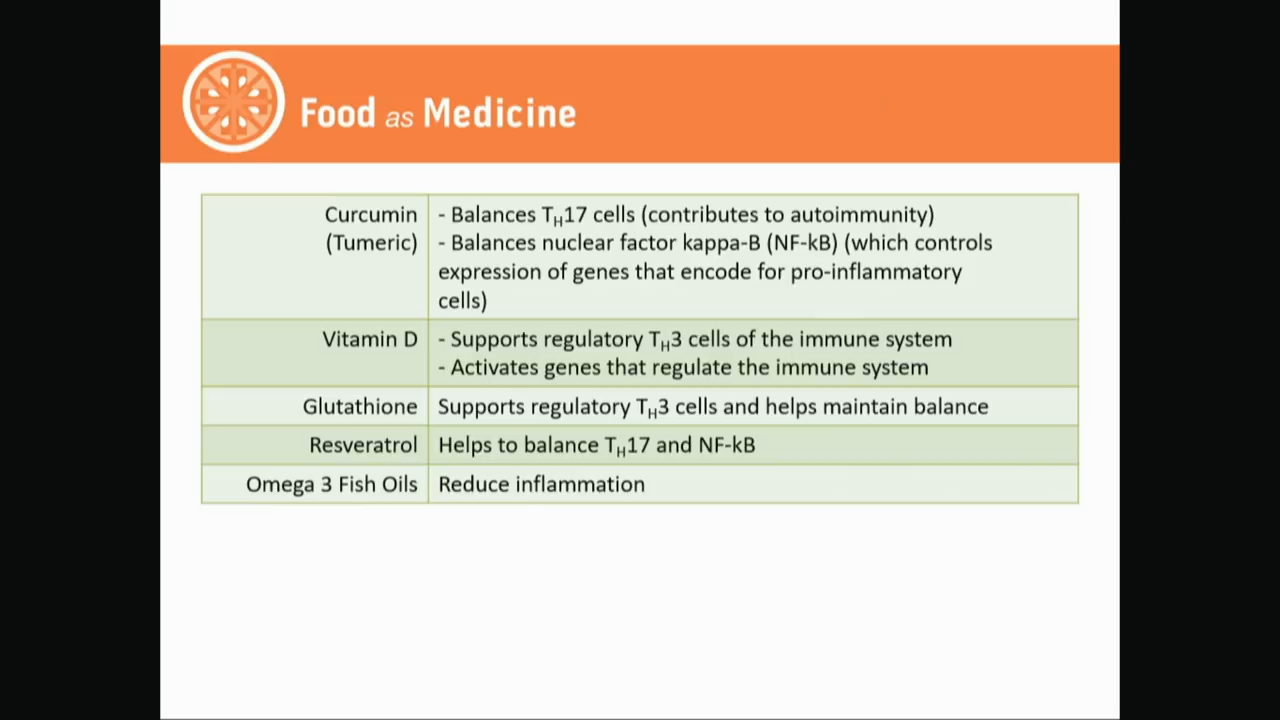 Food as Medicine
Curcumin
(Tumeric)
- Balances TH17 cells (contributes to autoimmunity)
- Balances nuclear factor kappa-B (NF-kB) (which controls
expression of genes that encode for pro-inflammatory
cells)
Vitamin D
- Supports regulatory TH3 cells of the immune system
- Activates genes that regulate the immune system
Glutathione
Supports regulatory TH3 cells and helps maintain balance
Resveratrol
Helps to balance TH17 and NF-kB
Omega 3 Fish Oils
Reduce inflammation